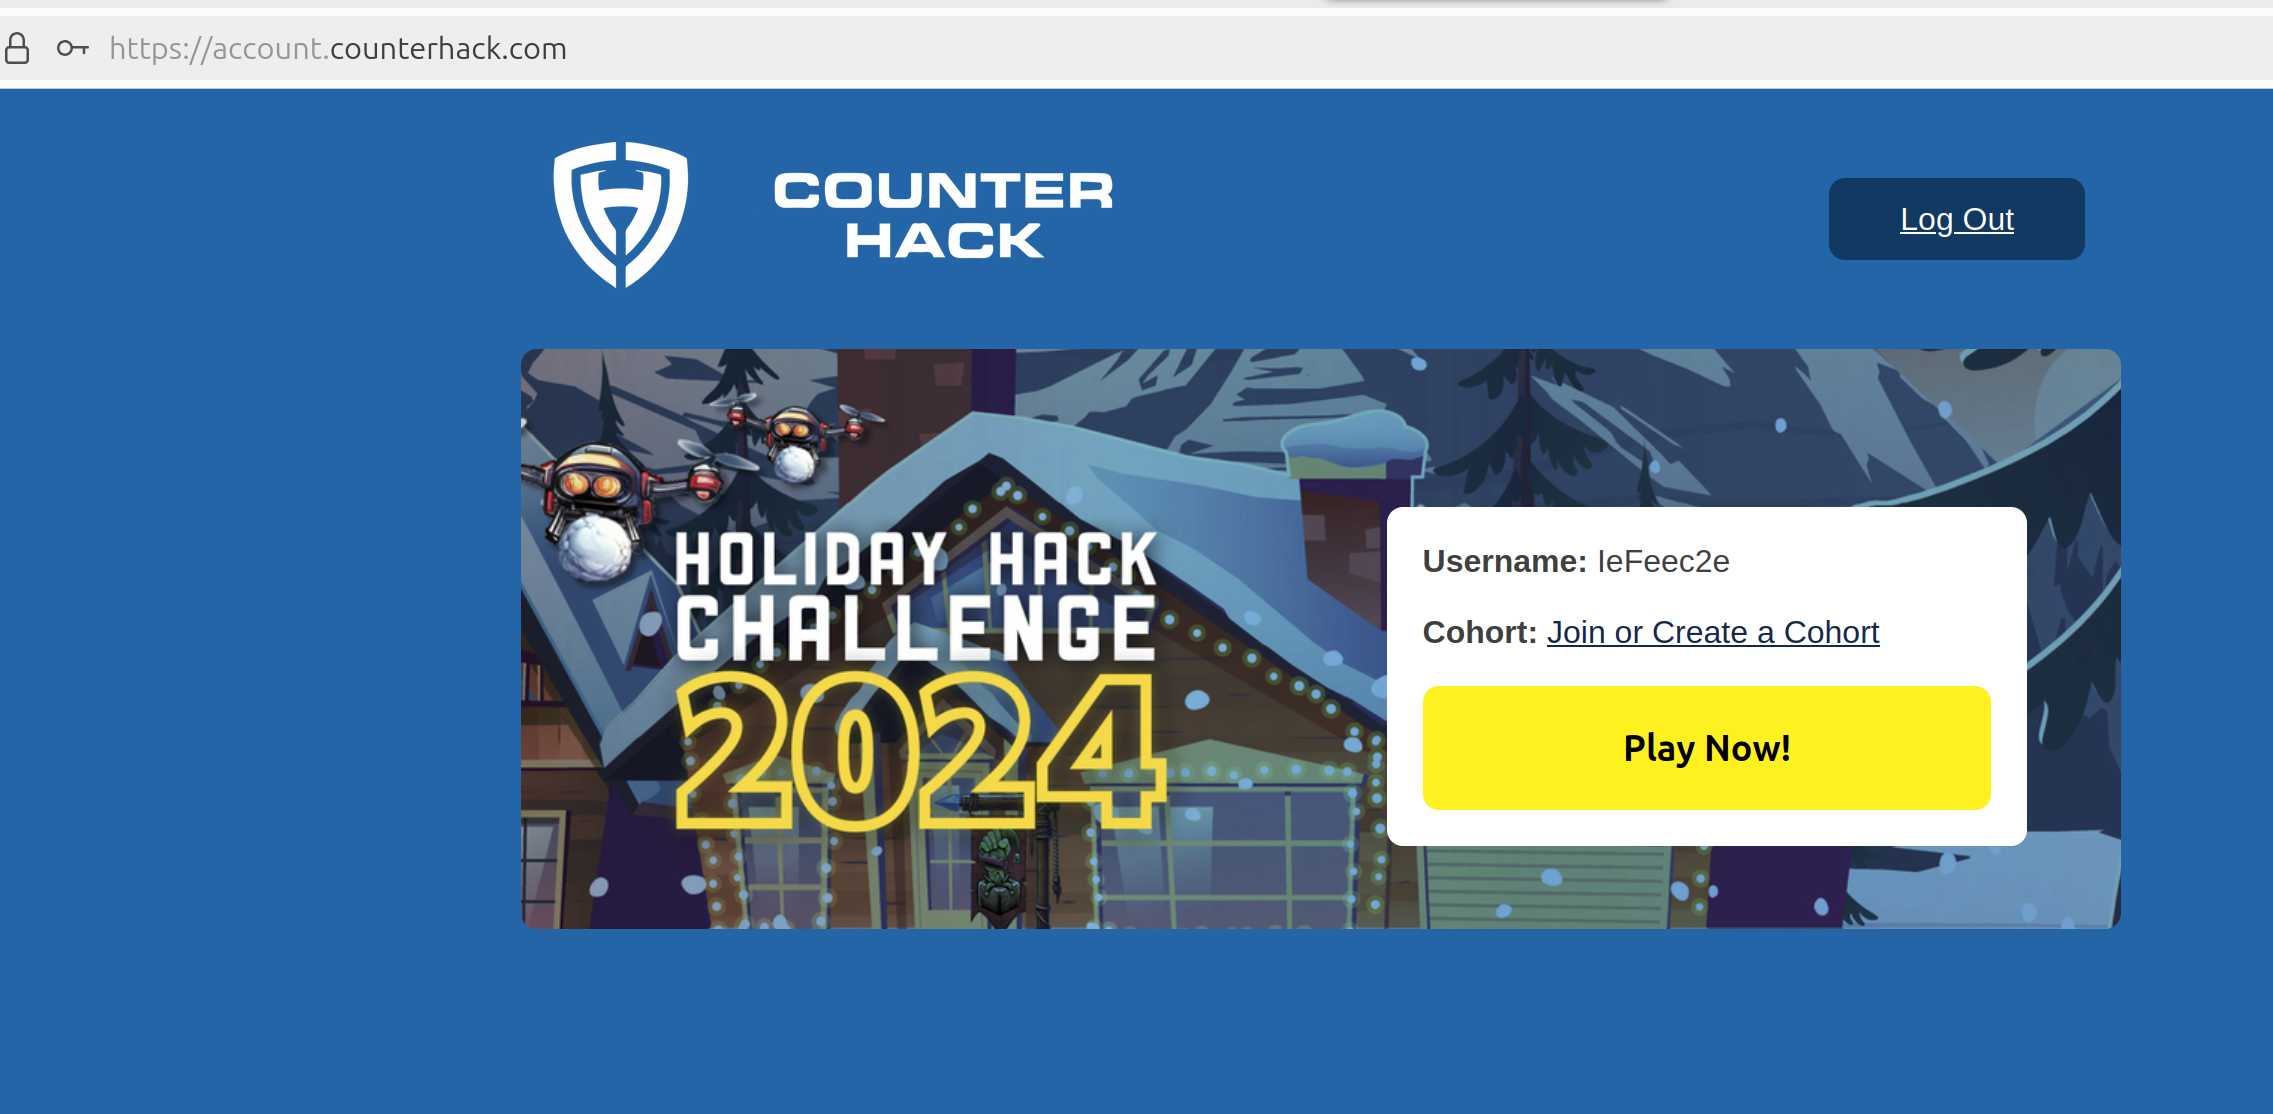 https://account.counterhack.com
COUNTER
HACK
Log Out
HOLIDAY HACK
CHALLENGE
2024
Username: IeFeec2e
Cohort: Join or Create a Cohort
Play Now!